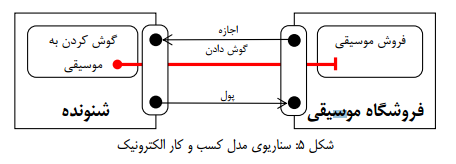 اجازه
فروش موسیقی
گوش کردن به
موسیقی
گوش دادن
پول
فروشگاه موسیقی
شنونده
شکل ۵: سناریوی مدل کسب و کار الکترونیک